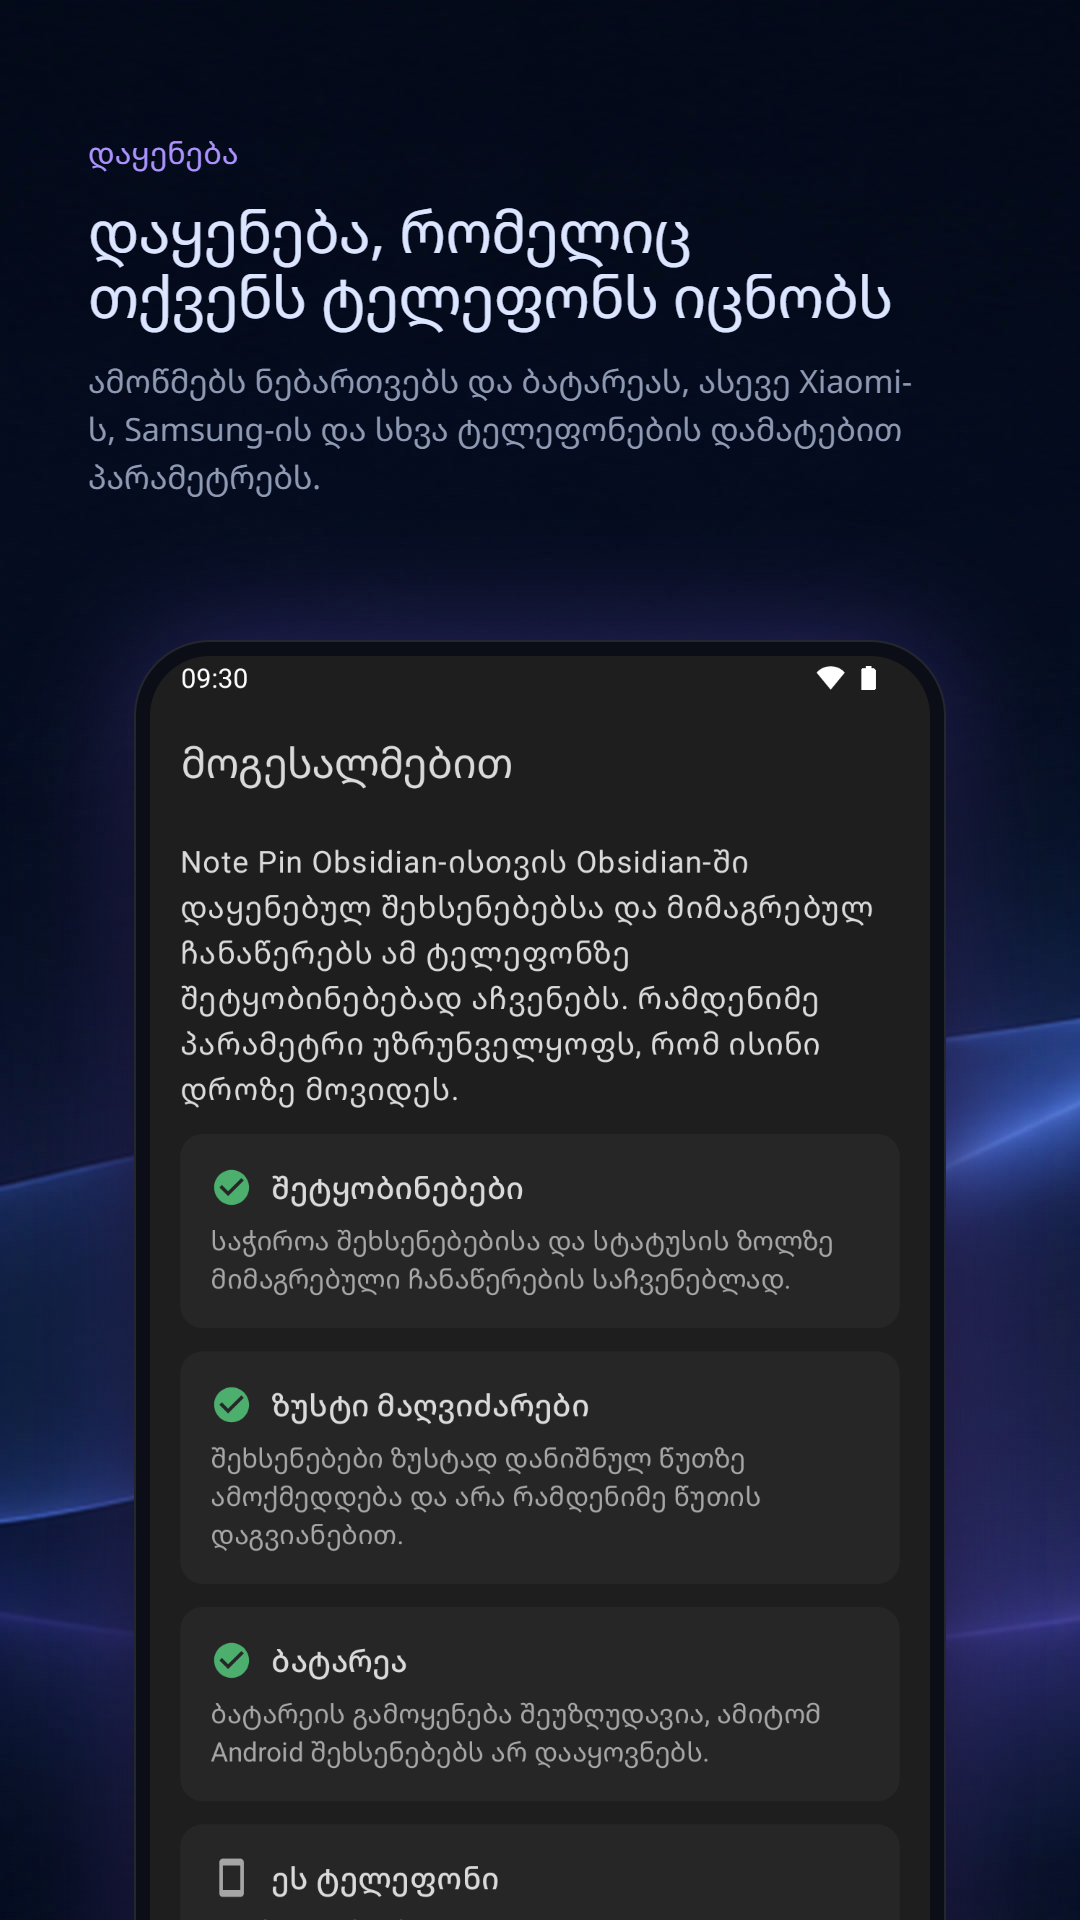 დაყენება
დაყენება, რომელიც
თქვენს ტელეფონს იცნობს
ამოწმებს ნებართვებს და ბატარეას, ასევე Xiaomi-
ს, Samsung-ის და სხვა ტელეფონების დამატებით
პარამეტრებს.
09:30
მოგესალმებით
Note Pin Obsidian-ისთვის Obsidian-ში
დაყენებულ შეხსენებებსა და მიმაგრებულ
ჩანაწერებს ამ ტელეფონზე
შეტყობინებებად აჩვენებს. რამდენიმე
პარამეტრი უზრუნველყოფს, რომ ისინი
დროზე მოვიდეს.
შეტყობინებები
საჭიროა შეხსენებებისა და სტატუსის ზოლზე
მიმაგრებული ჩანაწერების საჩვენებლად.
ზუსტი მაღვიძარები
შეხსენებები ზუსტად დანიშნულ წუთზე
ამოქმედდება და არა რამდენიმე წუთის
დაგვიანებით.
ბატარეა
ბატარეის გამოყენება შეუზღუდავია, ამიტომ
Android შეხსენებებს არ დააყოვნებს.
ეს ტელეფონი